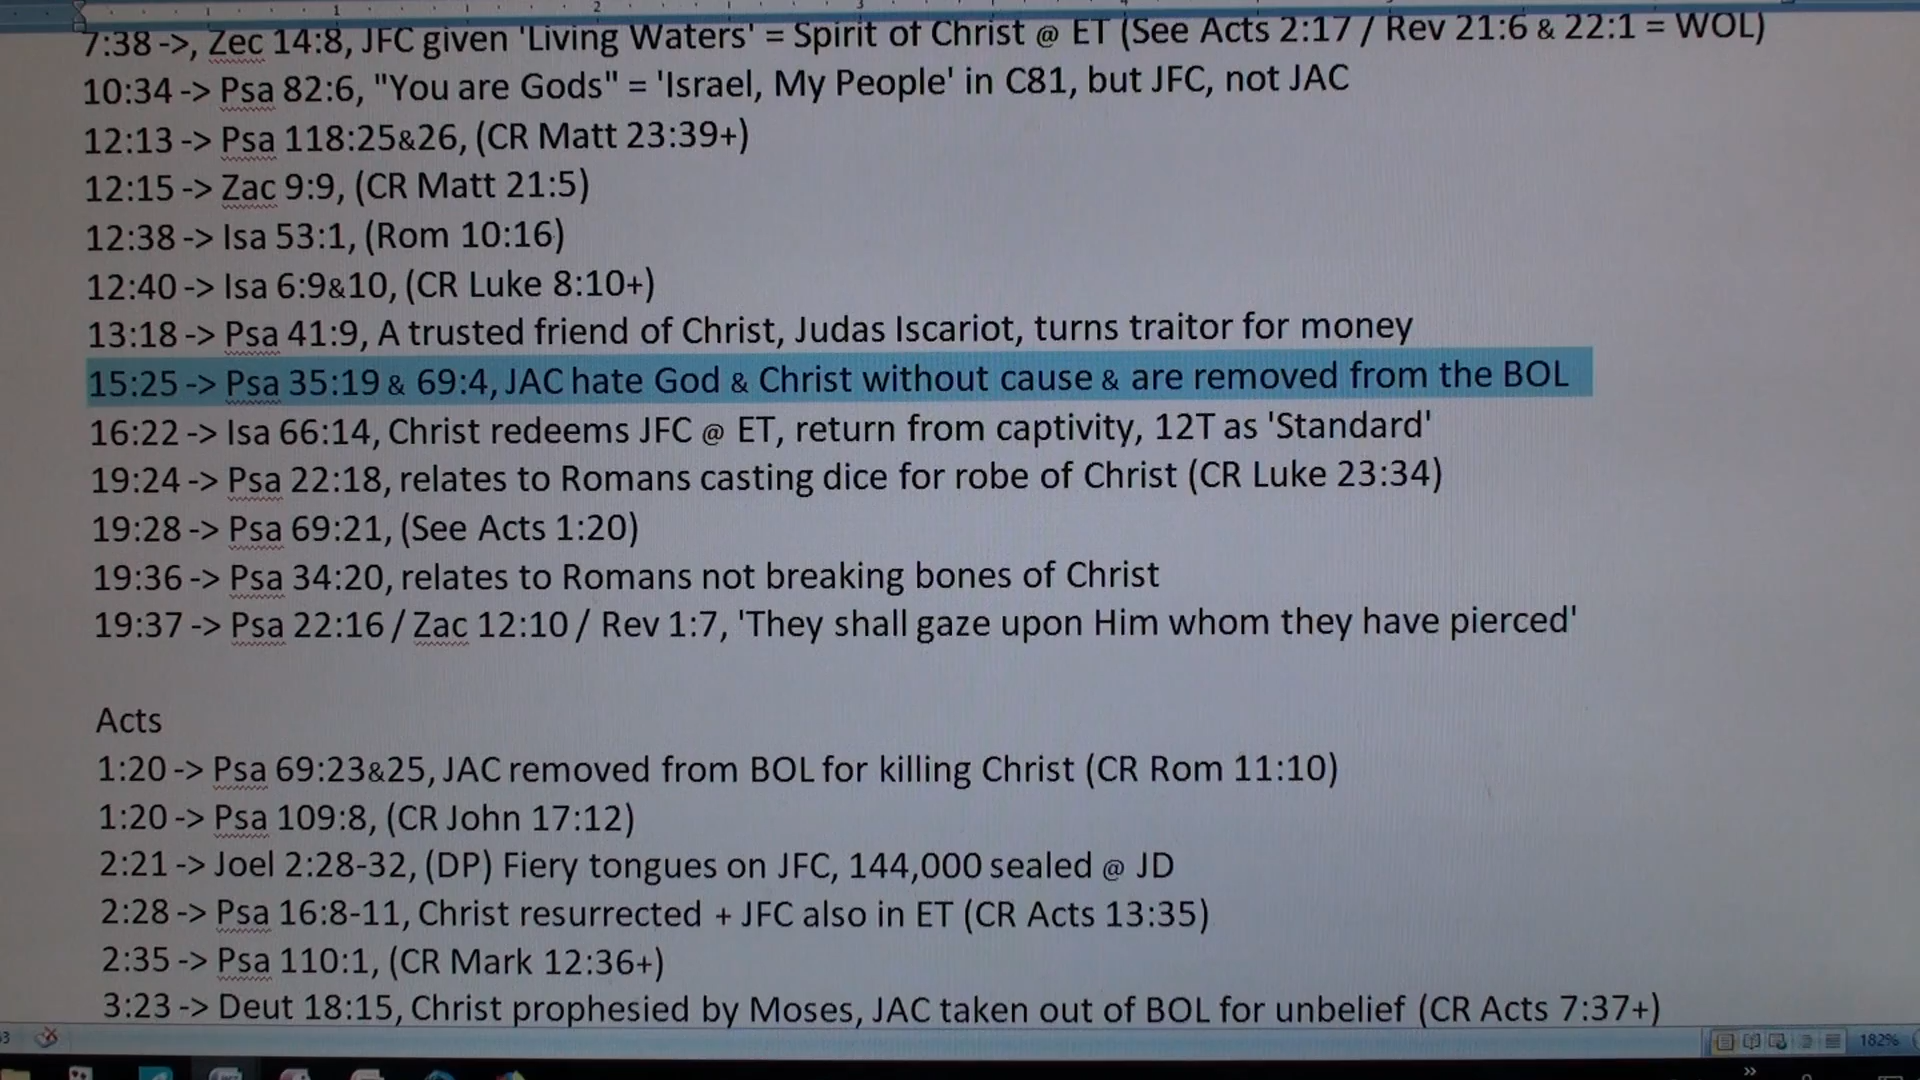 7:38 ->, Zec 14:8, JFC given 'Living Waters' = Spirit of Christ @ ET (See Acts 2:17 / Rev 21:6 & 22:1 = WOL)
10:34 -> Psa 82:6, "You are Gods" = 'Israel, My People' in C81, but JFC, not JAC
12:13 -> Psa 118:25&26, (CR Matt 23:39+)
12:15 -> Zac 9:9, (CR Matt 21:5)
12:38 -> Isa 53:1, (Rom 10:16)
12:40 -> Isa 6:9&10, (CR Luke 8:10+)
13:18 -> Psa 41:9, A trusted friend of Christ, Judas Iscariot, turns traitor for money
15:25 -> Psa 35:19 & 69:4, JAC hate God & Christ without cause & are removed from the BOL
16:22 -> Isa 66:14, Christ redeems JFC @ ET, return from captivity, 12T as 'Standard'
19:24 -> Psa 22:18, relates to Romans casting dice for robe of Christ (CR Luke 23:34)
19:28 -> Psa 69:21, (See Acts 1:20)
19:36 -> Psa 34:20, relates to Romans not breaking bones of Christ
19:37 -> Psa 22:16 / Zac 12:10 / Rev 1:7, 'They shall gaze upon Him whom they have pierced'
Acts
1:20 -> Psa 69:23&25, JAC removed from BOL for killing Christ (CR Rom 11:10)
1:20 -> Psa 109:8, (CR John 17:12)
2:21 -> Joel 2:28-32, (DP) Fiery tongues on JFC, 144,000 sealed @ JD
2:28 -> Psa 16:8-11, Christ resurrected + JFC also in ET (CR Acts 13:35)
2:35 -> Psa 110:1, (CR Mark 12:36+)
3:23 -> Deut 18:15, Christ prophesied by Moses, JAC taken out of BOL for unbelief (CR Acts 7:37+)
182%